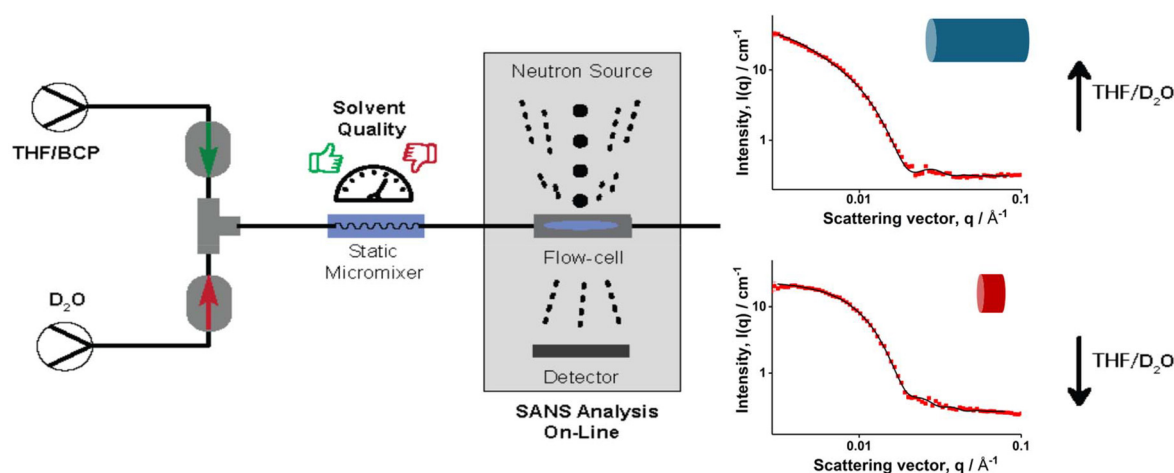 THF/BCP
D₂O
Solvent
Quality
Static
Micromixer
Neutron Source
Flow-cell
Detector
SANS Analysis
On-Line
Intensity, I(q) / cm⁻¹
10
1
0.01
0.1
Scattering vector, q / Å⁻¹
THF/D₂O
Intensity, I(q) / cm⁻¹
10
1
0.01
0.1
Scattering vector, q / Å⁻¹
THF/D₂O